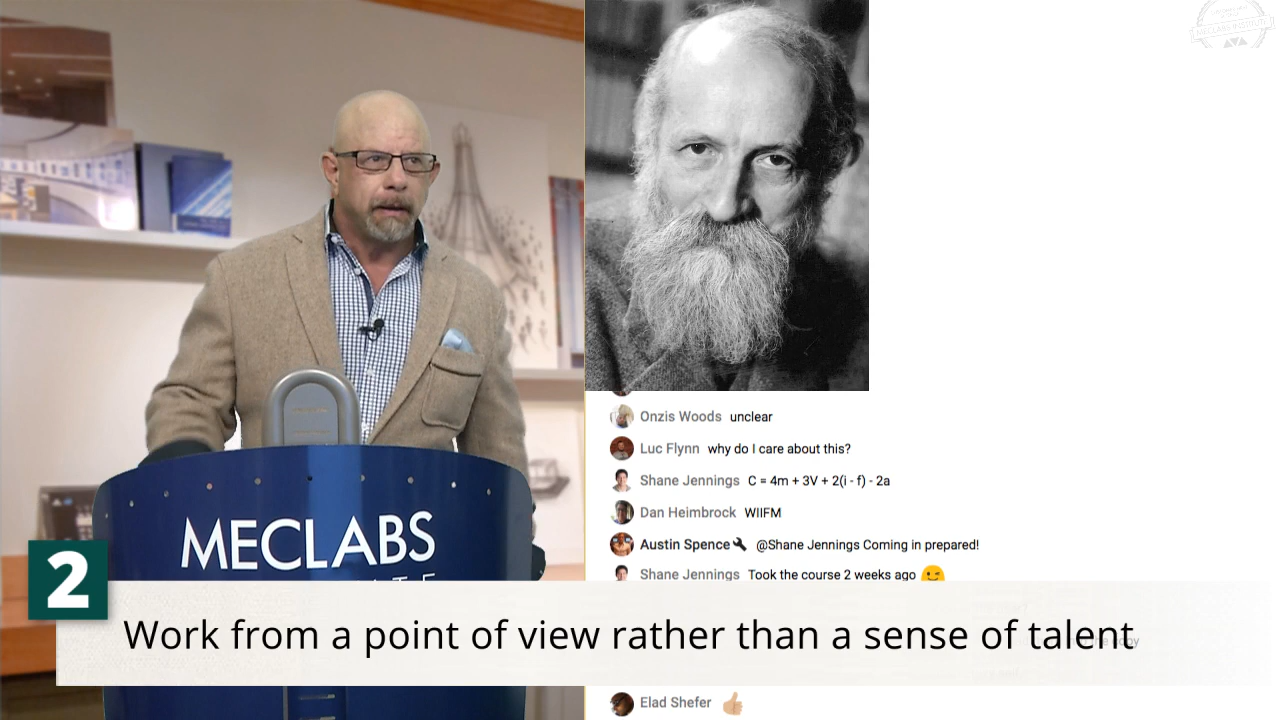 MECLABS INSTITUTE
MECLABS
Onzis Woods unclear
Luc Flynn why do I care about this?
Shane Jennings C = 4m + 3V + 2(i - f) - 2a
Dan Heimbrock WIIFM
Austin Spence @Shane Jennings Coming in prepared!
Shane Jennings Took the course 2 weeks ago
2
Work from a point of view rather than a sense of talent
Elad Shefer